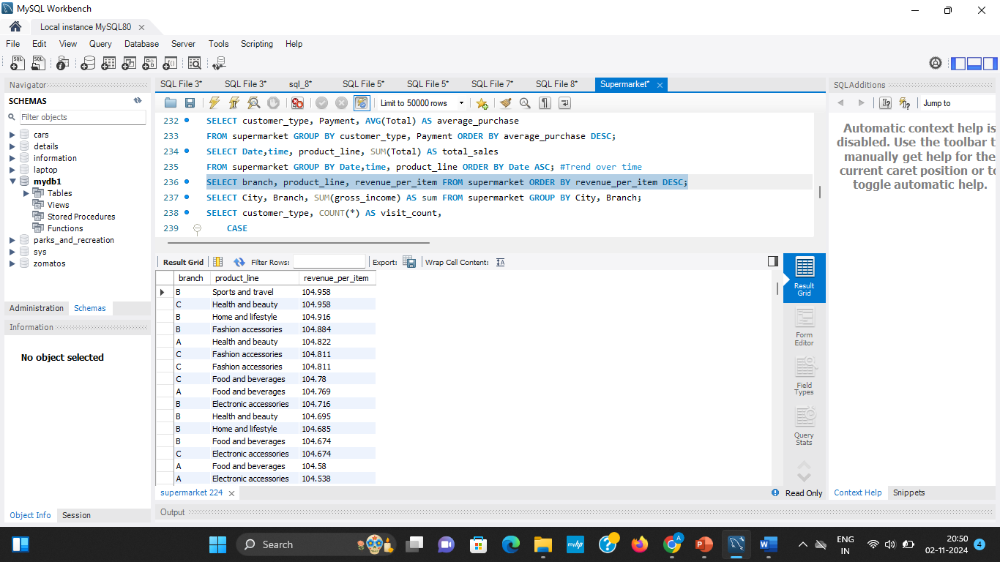 MySQL Workbench
Local instance MySQL80
File Edit View Query Database Server Tools Scripting Help
Navigator
SCHEMAS
Filter objects
cars
details
information
laptop
mydb1
Tables
Views
Stored Procedures
Functions
parks_and_recreation
sys
zomatos
Administration Schemas
Information
No object selected
Object Info Session
SQL File 3* SQL File 3* sql_8* SQL File 5* SQL File 5* SQL File 7* SQL File 8* Supermarket*
Limit to 50000 rows
232 SELECT customer_type, Payment, AVG(Total) AS average_purchase
233 FROM supermarket GROUP BY customer_type, Payment ORDER BY average_purchase DESC;
234 SELECT Date,time, product_line, SUM(Total) AS total_sales
235 FROM supermarket GROUP BY Date,time, product_line ORDER BY Date ASC; #Trend over time
236 SELECT branch, product_line, revenue_per_item FROM supermarket ORDER BY revenue_per_item DESC;
237 SELECT City, Branch, SUM(gross_income) AS sum FROM supermarket GROUP BY City, Branch;
238 SELECT customer_type, COUNT(*) AS visit_count,
239 CASE
Result Grid Filter Rows: Export: Wrap Cell Content:
branch product_line revenue_per_item
B Sports and travel 104.958
C Health and beauty 104.958
B Home and lifestyle 104.916
B Fashion accessories 104.884
A Health and beauty 104.822
C Fashion accessories 104.811
C Fashion accessories 104.811
C Food and beverages 104.78
A Food and beverages 104.769
B Electronic accessories 104.716
B Health and beauty 104.695
B Home and lifestyle 104.685
B Food and beverages 104.674
C Electronic accessories 104.674
A Food and beverages 104.58
A Electronic accessories 104.538
supermarket 224
Read Only
Output
Result
Grid
Form
Editor
Field
Types
Query
Stats
SQLAdditions
Jump to
Automatic context help is
disabled. Use the toolbar t
manually get help for the
current caret position or to
toggle automatic help.
Context Help Snippets
Search
ENG
IN
20:50
02-11-2024
4